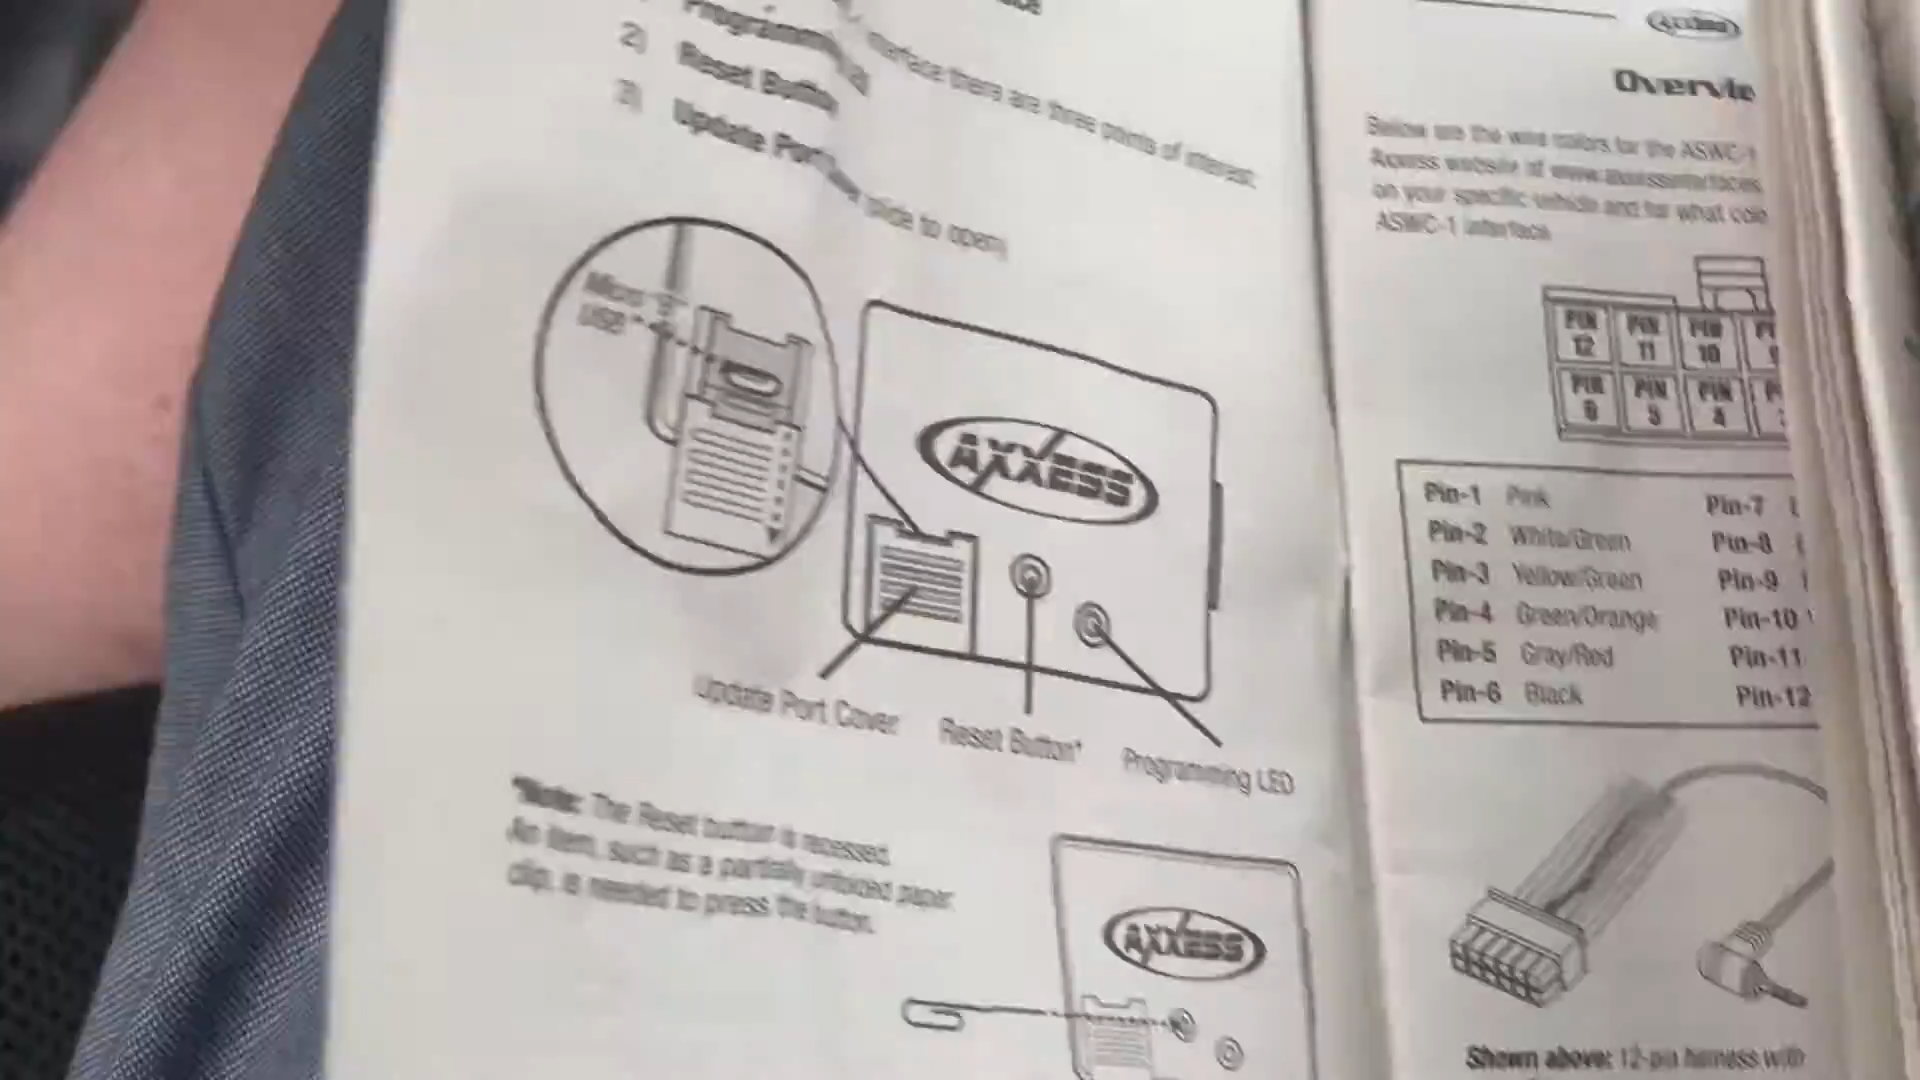 Programming
2) Reset Button
3) Update Port
slide to open)
interface there are three points of interest:
Micro "B"
USB
AXXESS
Update Port Cover
Reset Button*
Programming LED
*Note: The Reset button is recessed.
An item, such as a partially unfolded paper
clip, is needed to press the button.
AXXESS
AXXESS
Below are the wire colors for the ASWC-1
Axxess website at www.axxessinterfaces
on your specific vehicle and for what
ASWC-1 interface
PIN 12 PIN 11 PIN 10
PIN 6 PIN 5 PIN 4
Pin-1 Pink Pin-7
Pin-2 White/Green Pin-8
Pin-3 Yellow/Green Pin-9
Pin-4 Green/Orange Pin-10
Pin-5 Gray/Red Pin-11
Pin-6 Black Pin-12
Shown above: 12-pin harness with